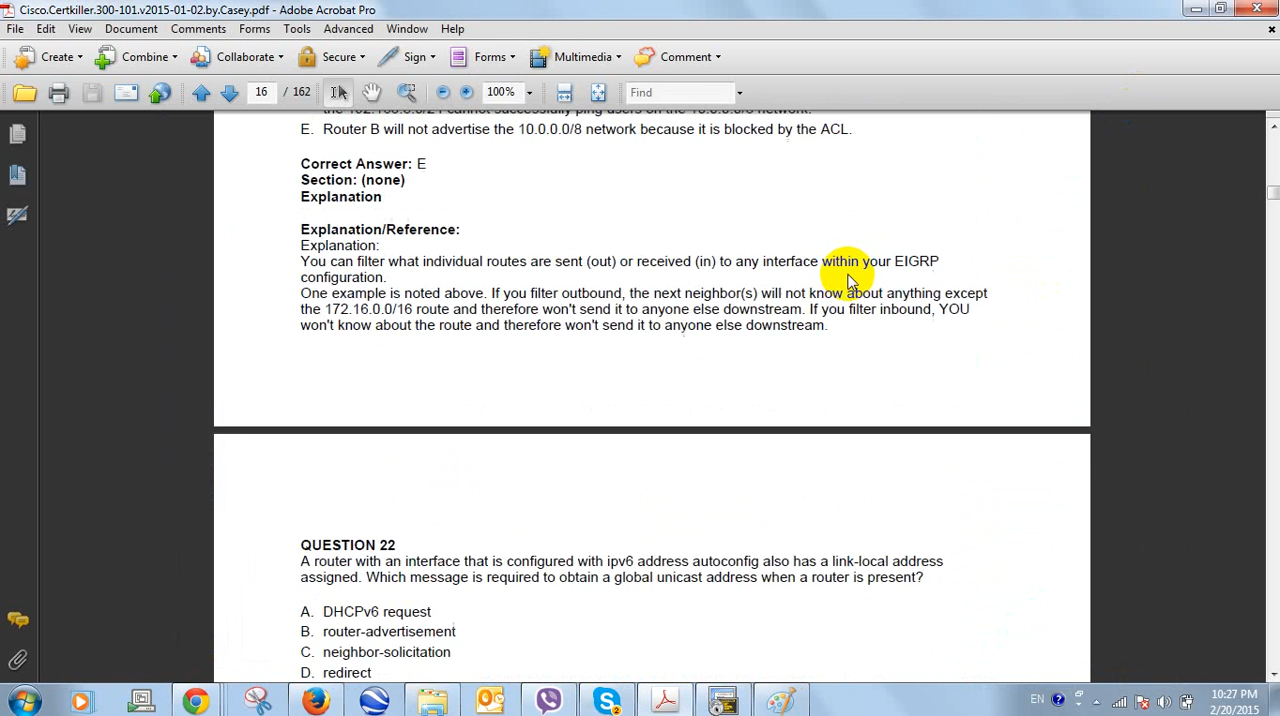 Cisco.Certkiller.300-101.v2015-01-02.by.Casey.pdf - Adobe Acrobat Pro
File Edit View Document Comments Forms Tools Advanced Window Help
Create Combine Collaborate Secure Sign Forms Multimedia Comment
16 / 162 100% Find
E. Router B will not advertise the 10.0.0.0/8 network because it is blocked by the ACL.
Correct Answer: E
Section: (none)
Explanation
Explanation/Reference:
Explanation:
You can filter what individual routes are sent (out) or received (in) to any interface within your EIGRP
configuration.
One example is noted above. If you filter outbound, the next neighbor(s) will not know about anything except
the 172.16.0.0/16 route and therefore won't send it to anyone else downstream. If you filter inbound, YOU
won't know about the route and therefore won't send it to anyone else downstream.
QUESTION 22
A router with an interface that is configured with ipv6 address autoconfig also has a link-local address
assigned. Which message is required to obtain a global unicast address when a router is present?
A. DHCPv6 request
B. router-advertisement
C. neighbor-solicitation
D. redirect
EN 10:27 PM
2/20/2015